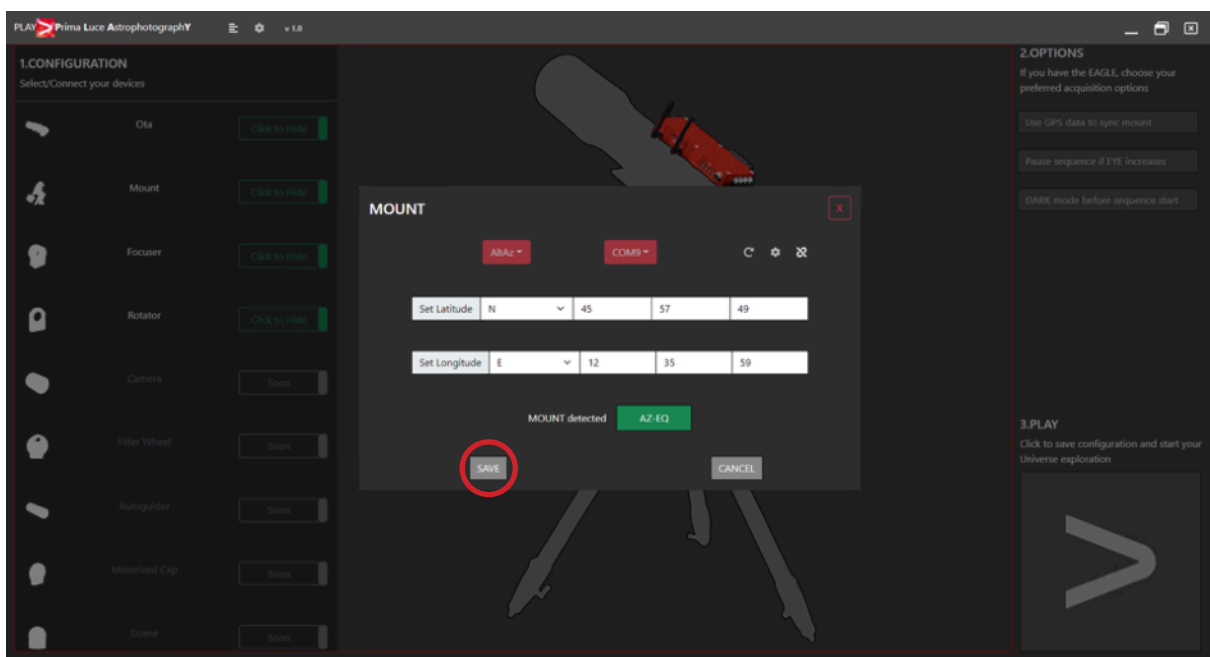 PLAY Prima Luce AstrophotographY v 1.0
1.CONFIGURATION
Select/Connect your devices
Ota Click to Hide
Mount Click to Hide
Focuser Click to Hide
Rotator Click to Hide
Camera Soon
Filter Wheel Soon
Autoguider Soon
Motorized Cap Soon
Dome Soon
MOUNT X
AltAz COM9
Set Latitude N 45 57 49
Set Longitude E 12 35 59
MOUNT detected AZ-EQ
SAVE CANCEL
2.OPTIONS
If you have the EAGLE, choose your
preferred acquisition options
Use GPS data to sync mount
Pause sequence if EYE increases
DARK mode before sequence start
3.PLAY
Click to save configuration and start your
Universe exploration